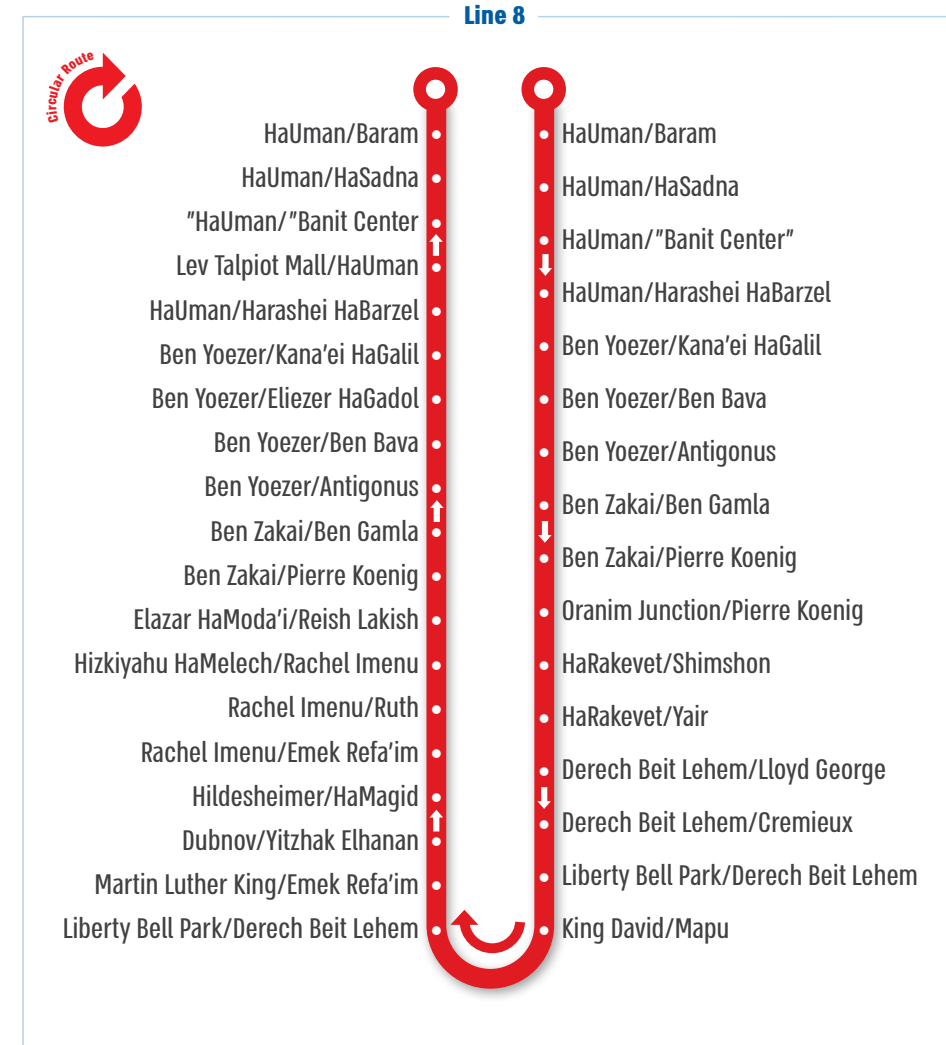 Line 8
Circular Route
HaUman/Baram
HaUman/HaSadna
"HaUman/"Banit Center
Lev Talpiot Mall/HaUman
HaUman/Harashei HaBarzel
Ben Yoezer/Kana'ei HaGalil
Ben Yoezer/Eliezer HaGadol
Ben Yoezer/Ben Bava
Ben Yoezer/Antigonus
Ben Zakai/Ben Gamla
Ben Zakai/Pierre Koenig
Elazar HaModa'i/Reish Lakish
Hizkiyahu HaMelech/Rachel Imenu
Rachel Imenu/Ruth
Rachel Imenu/Emek Refa'im
Hildesheimer/HaMagid
Dubnov/Yitzhak Elhanan
Martin Luther King/Emek Refa'im
Liberty Bell Park/Derech Beit Lehem
HaUman/Baram
HaUman/HaSadna
HaUman/"Banit Center"
HaUman/Harashei HaBarzel
Ben Yoezer/Kana'ei HaGalil
Ben Yoezer/Ben Bava
Ben Yoezer/Antigonus
Ben Zakai/Ben Gamla
Ben Zakai/Pierre Koenig
Oranim Junction/Pierre Koenig
HaRakevet/Shimshon
HaRakevet/Yair
Derech Beit Lehem/Lloyd George
Derech Beit Lehem/Cremieux
Liberty Bell Park/Derech Beit Lehem
King David/Mapu